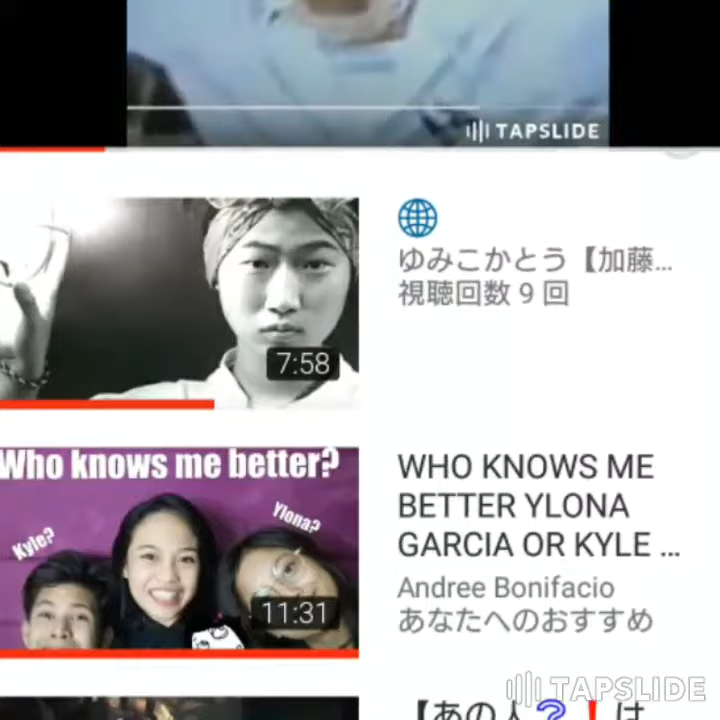 TAPSLIDE
🌐
ゆみこかとう【加藤...
視聴回数 9 回
7:58
Who knows me better?
Kyle?
Ylona?
11:31
WHO KNOWS ME
BETTER YLONA
GARCIA OR KYLE ...
Andree Bonifacio
あなたへのおすすめ
TAPSLIDE
【あの人❓❗は